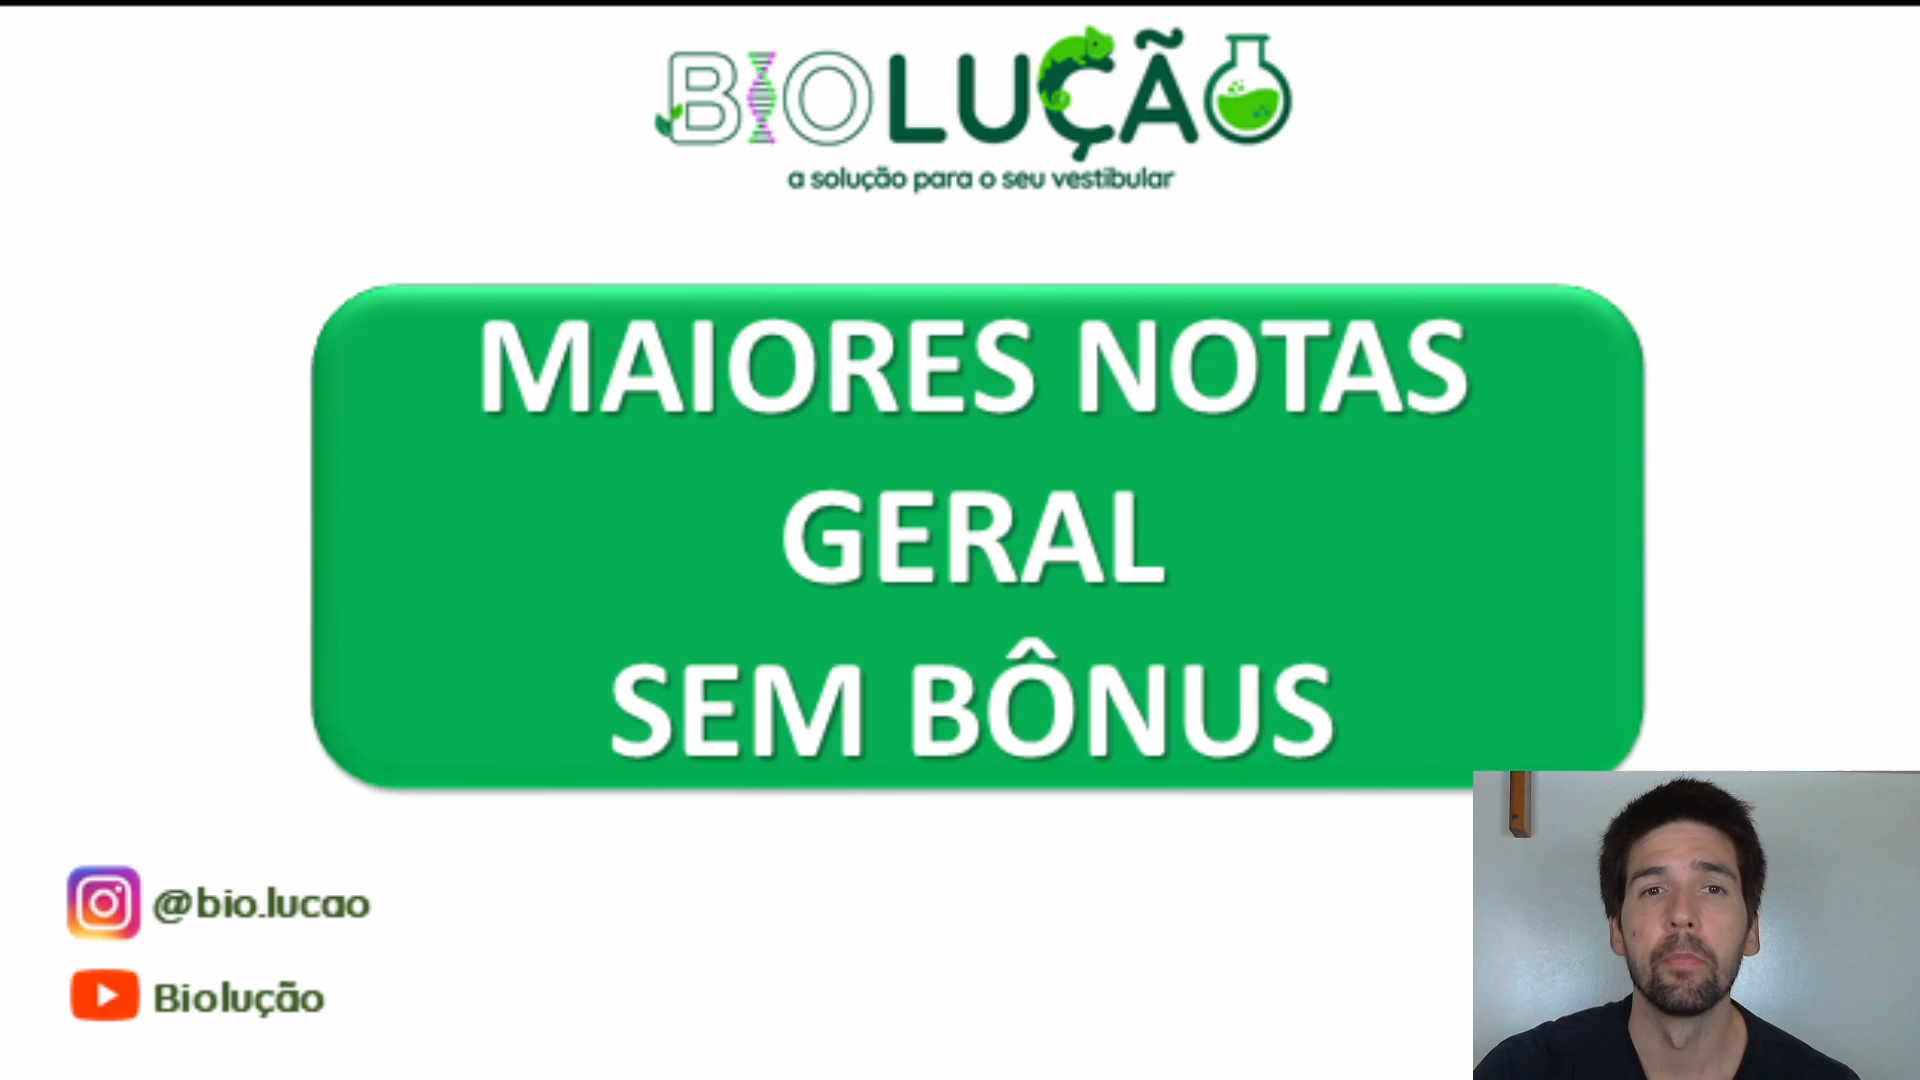 BIOLUÇÃO
a solução para o seu vestibular
MAIORES NOTAS
GERAL
SEM BÔNUS
@bio.lucao
Biolução